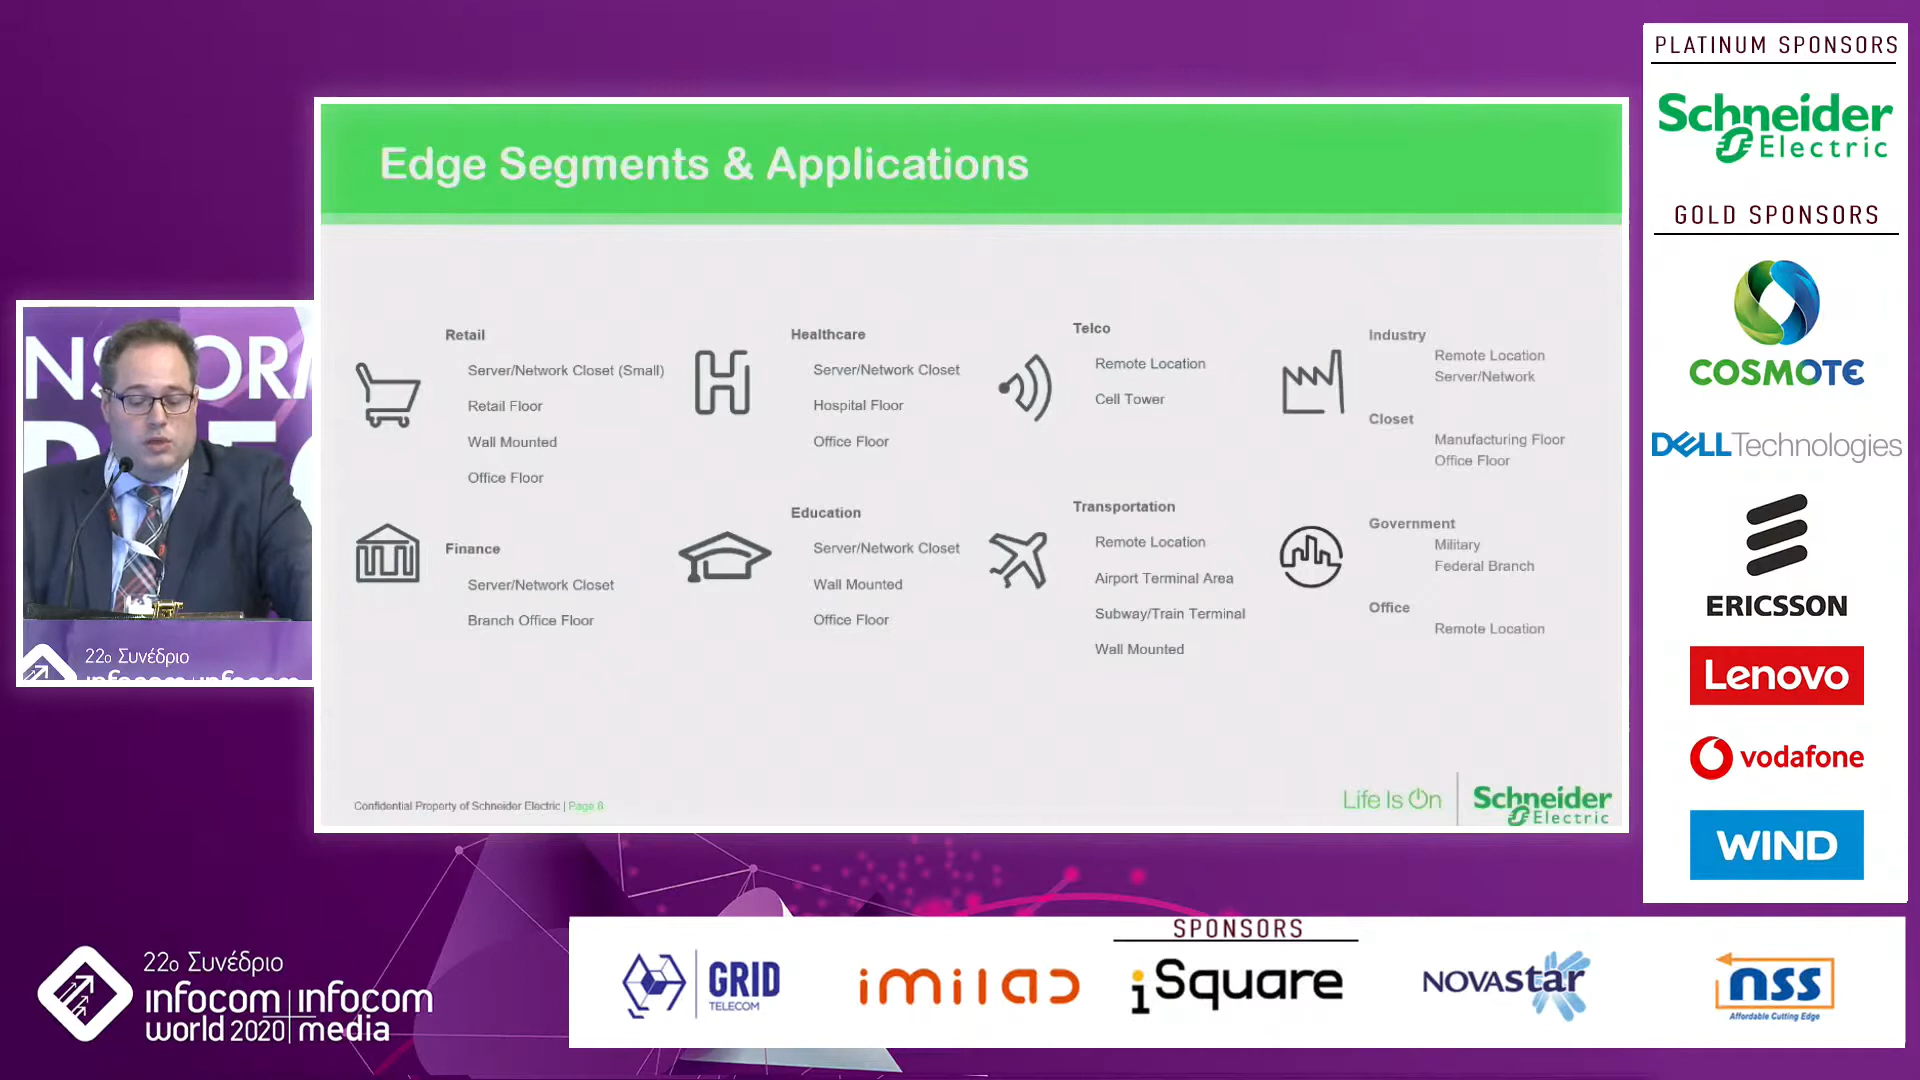 PLATINUM SPONSORS
Schneider
Electric
GOLD SPONSORS
COSMOTE
DELLTechnologies
ERICSSON
Lenovo
vodafone
WIND
Edge Segments & Applications
Retail
Server/Network Closet (Small)
Retail Floor
Wall Mounted
Office Floor
Healthcare
Server/Network Closet
Hospital Floor
Office Floor
Telco
Remote Location
Cell Tower
Industry
Remote Location
Server/Network
Closet
Manufacturing Floor
Office Floor
Finance
Server/Network Closet
Branch Office Floor
Education
Server/Network Closet
Wall Mounted
Office Floor
Transportation
Remote Location
Airport Terminal Area
Subway/Train Terminal
Wall Mounted
Government
Military
Federal Branch
Office
Remote Location
Confidential Property of Schneider Electric | Page 8
Life Is On
Schneider
Electric
22ο Συνέδριο
infocom infocom
22ο Συνέδριο
infocom infocom
world 2020 media
SPONSORS
GRID
TELECOM
imilab
iSquare
NOVAstar
nss
Affordable Cutting Edge